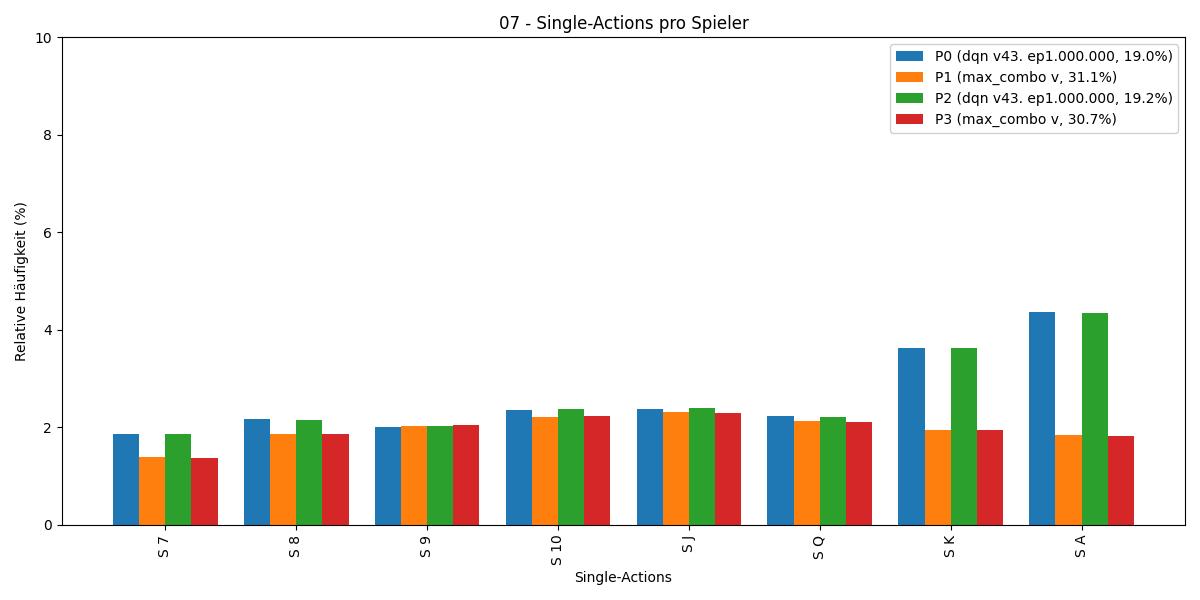 07 - Single-Actions pro Spieler
10
8
6
4
2
0
Relative Häufigkeit (%)
P0 (dqn v43. ep1.000.000, 19.0%)
P1 (max_combo v, 31.1%)
P2 (dqn v43. ep1.000.000, 19.2%)
P3 (max_combo v, 30.7%)
S 7
S 8
S 9
S 10
S J
S Q
S K
S A
Single-Actions